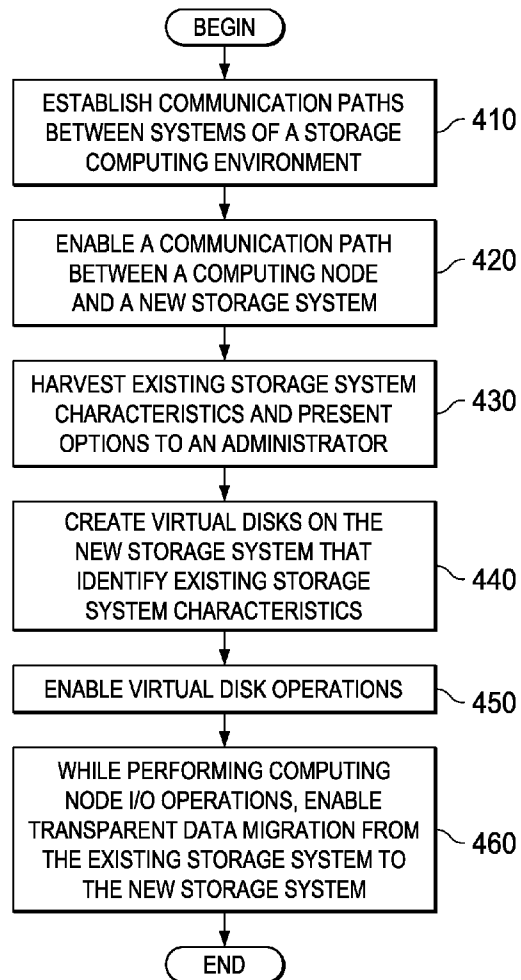 BEGIN
ESTABLISH COMMUNICATION PATHS
BETWEEN SYSTEMS OF A STORAGE
COMPUTING ENVIRONMENT
410
ENABLE A COMMUNICATION PATH
BETWEEN A COMPUTING NODE
AND A NEW STORAGE SYSTEM
420
HARVEST EXISTING STORAGE SYSTEM
CHARACTERISTICS AND PRESENT
OPTIONS TO AN ADMINISTRATOR
430
CREATE VIRTUAL DISKS ON THE
NEW STORAGE SYSTEM THAT
IDENTIFY EXISTING STORAGE
SYSTEM CHARACTERISTICS
440
ENABLE VIRTUAL DISK OPERATIONS
450
WHILE PERFORMING COMPUTING
NODE I/O OPERATIONS, ENABLE
TRANSPARENT DATA MIGRATION FROM
THE EXISTING STORAGE SYSTEM TO
THE NEW STORAGE SYSTEM
460
END